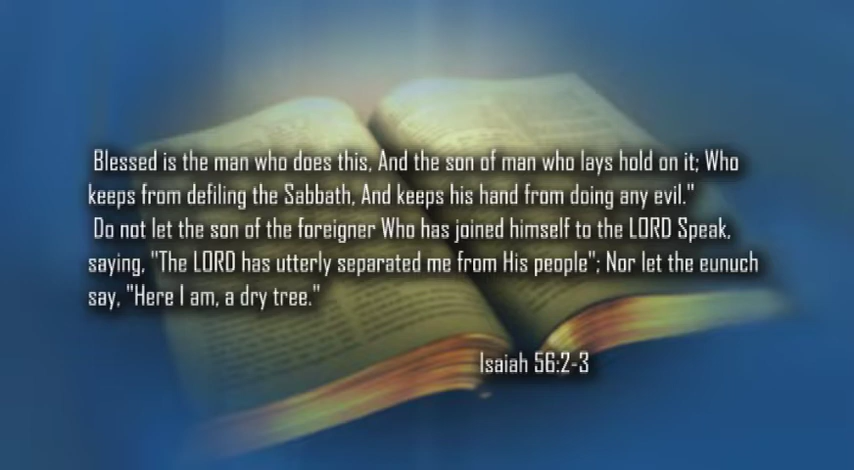 Blessed is the man who does this, And the son of man who lays hold on it; Who
keeps from defiling the Sabbath, And keeps his hand from doing any evil."
Do not let the son of the foreigner Who has joined himself to the LORD Speak,
saying, "The LORD has utterly separated me from His people"; Nor let the eunuch
say, "Here I am, a dry tree."
Isaiah 56:2-3